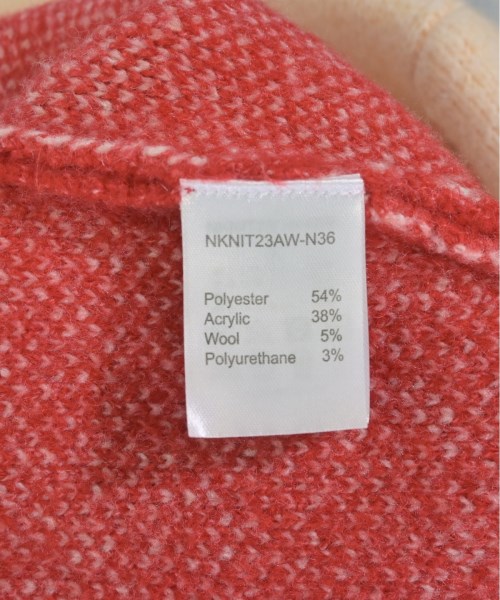 NKNIT23AW-N36
Polyester 54%
Acrylic 38%
Wool 5%
Polyurethane 3%